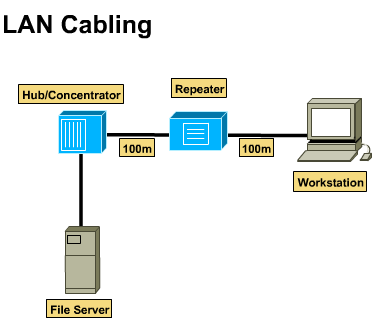 LAN Cabling
Hub/Concentrator
Repeater
100m
100m
Workstation
File Server